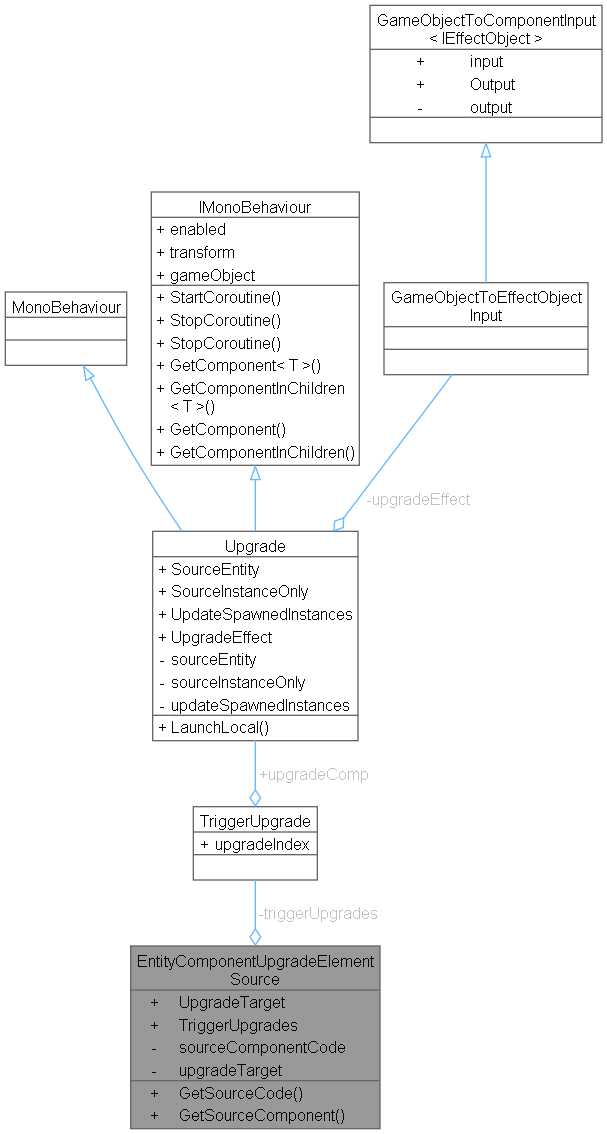 GameObjectToComponentInput
< IEffectObject >
+ input
+ Output
- output
IMonoBehaviour
+ enabled
+ transform
+ gameObject
+ StartCoroutine()
+ StopCoroutine()
+ StopCoroutine()
+ GetComponent< T >()
+ GetComponentInChildren
< T >()
+ GetComponent()
+ GetComponentInChildren()
MonoBehaviour
GameObjectToEffectObject
Input
-upgradeEffect
Upgrade
+ SourceEntity
+ SourceInstanceOnly
+ UpdateSpawnedInstances
+ UpgradeEffect
- sourceEntity
- sourceInstanceOnly
- updateSpawnedInstances
+ LaunchLocal()
+upgradeComp
TriggerUpgrade
+ upgradeIndex
-triggerUpgrades
EntityComponentUpgradeElement
Source
+ UpgradeTarget
+ TriggerUpgrades
- sourceComponentCode
- upgradeTarget
+ GetSourceCode()
+ GetSourceComponent()